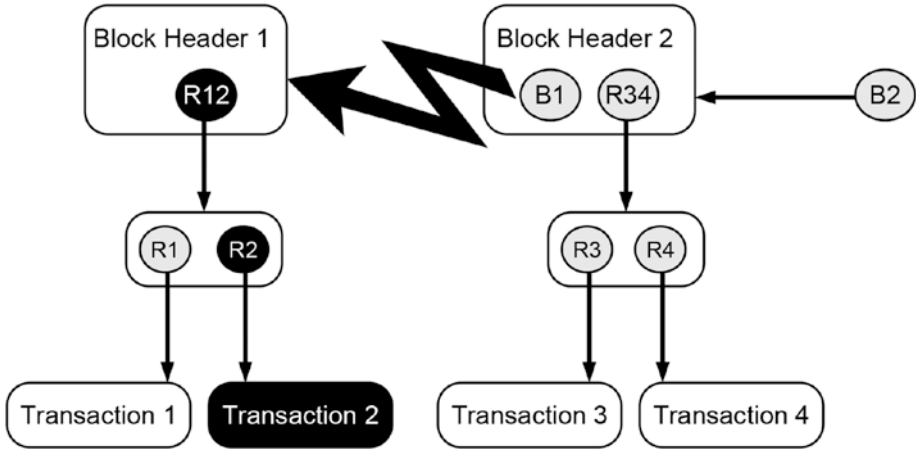 Block Header 1
Block Header 2
R12
B1
R34
B2
R1
R2
R3
R4
Transaction 1
Transaction 2
Transaction 3
Transaction 4